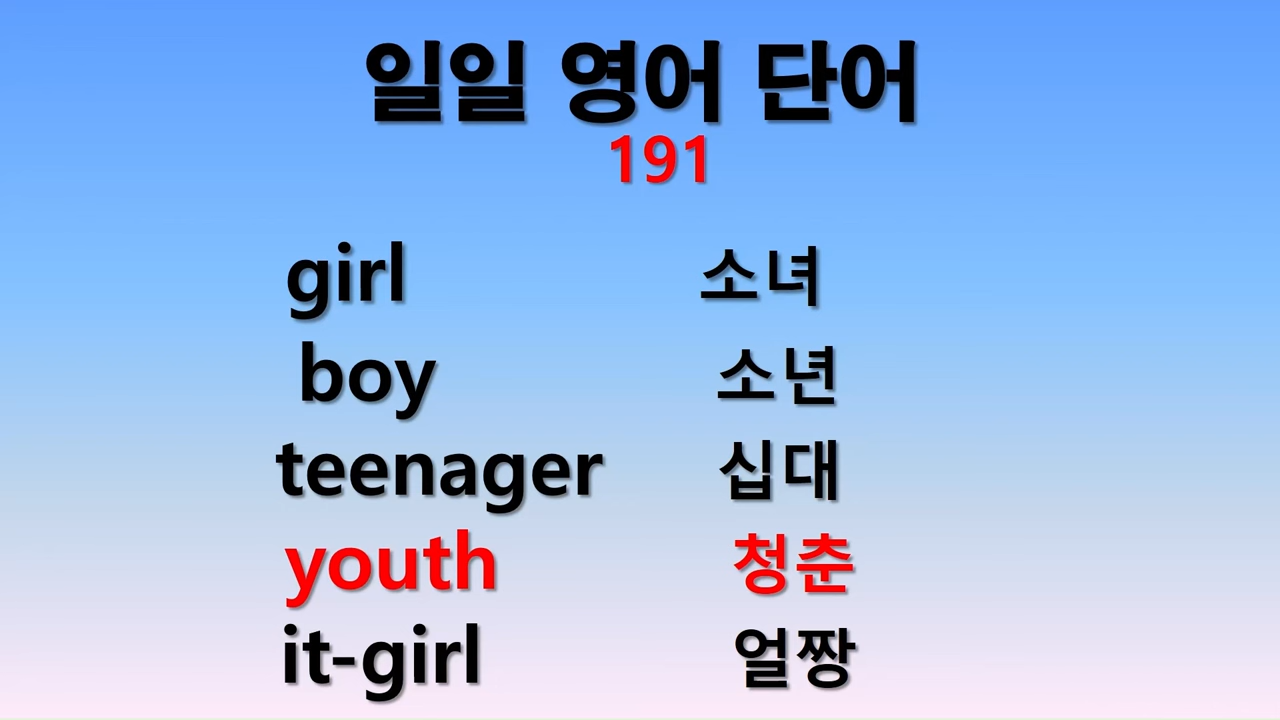 일일 영어 단어
191
girl 소녀
boy 소년
teenager 십대
youth 청춘
it-girl 얼짱